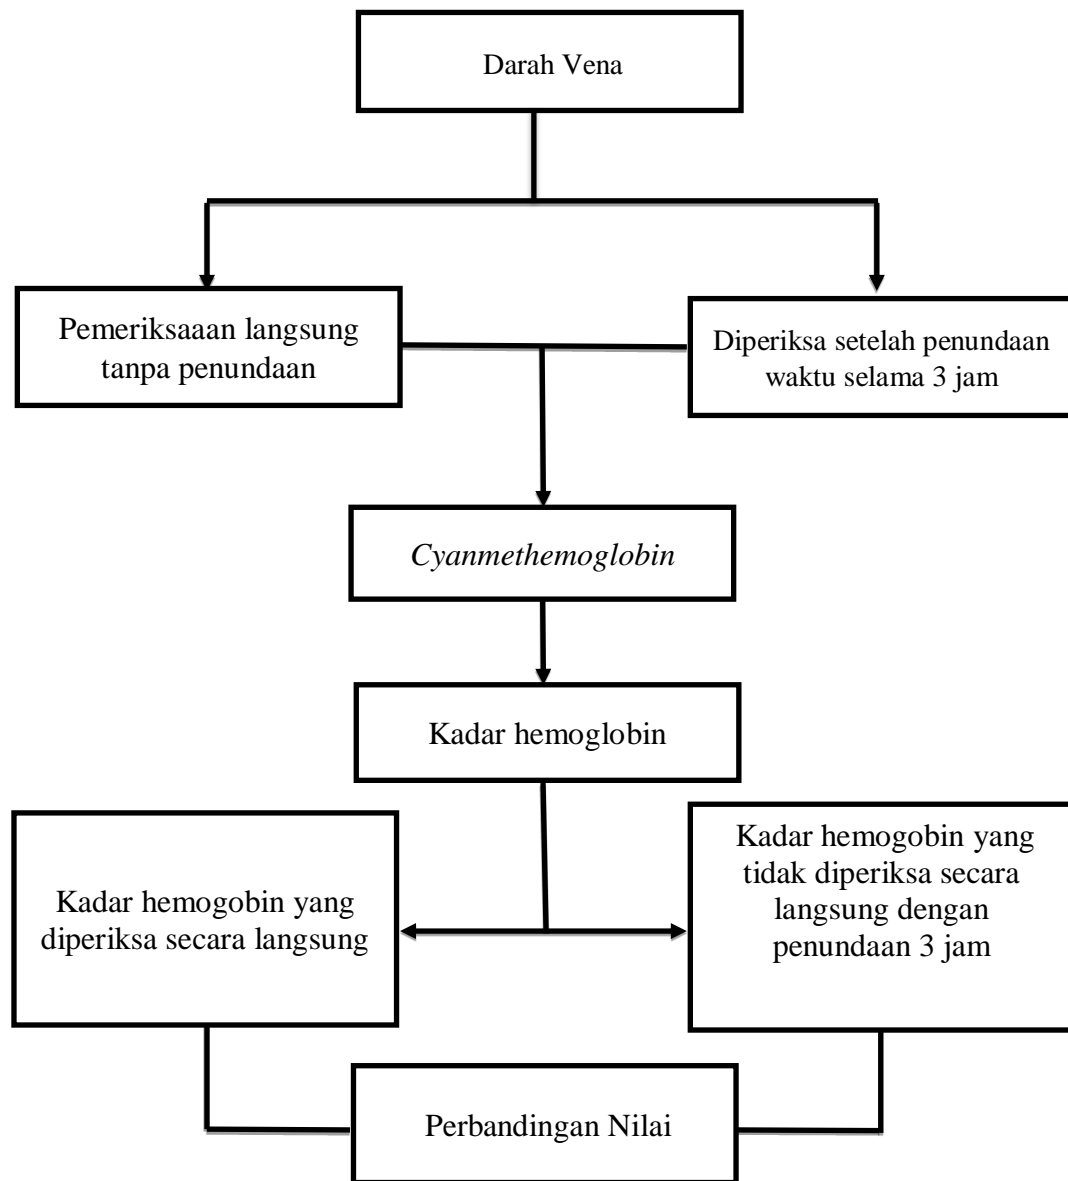 Darah Vena
Pemeriksaaan langsung
tanpa penundaan
Diperiksa setelah penundaan
waktu selama 3 jam
Cyanmethemoglobin
Kadar hemoglobin
Kadar hemogobin yang
diperiksa secara langsung
Kadar hemogobin yang
tidak diperiksa secara
langsung dengan
penundaan 3 jam
Perbandingan Nilai